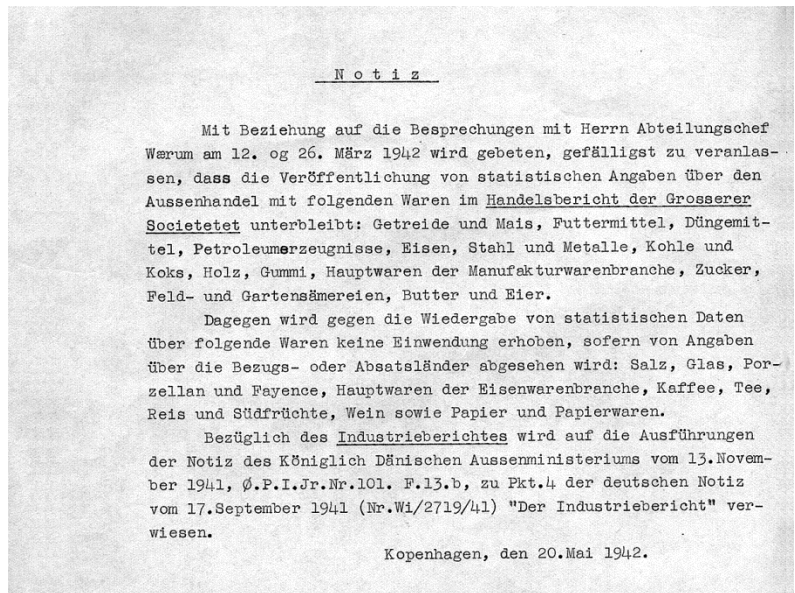 N o t i z
Mit Beziehung auf die Besprechungen mit Herrn Abteilungschef
Wærum am 12. og 26. März 1942 wird gebeten, gefälligst zu veranlas-
sen, dass die Veröffentlichung von statistischen Angaben über den
Aussenhandel mit folgenden Waren im Handelsbericht der Grosserer
Societetet unterbleibt: Getreide und Mais, Futtermittel, Düngemit-
tel, Petroleumerzeugnisse, Eisen, Stahl und Metalle, Kohle und
Koks, Holz, Gummi, Hauptwaren der Manufakturwarenbranche, Zucker,
Feld- und Gartensämereien, Butter und Eier.
Dagegen wird gegen die Wiedergabe von statistischen Daten
über folgende Waren keine Einwendung erhoben, sofern von Angaben
über die Bezugs- oder Absatsländer abgesehen wird: Salz, Glas, Por-
zellan und Fayence, Hauptwaren der Eisenwarenbranche, Kaffee, Tee,
Reis und Südfrüchte, Wein sowie Papier und Papierwaren.
Bezüglich des Industrieberichtes wird auf die Ausführungen
der Notiz des Königlich Dänischen Aussenministeriums vom 13.Novem-
ber 1941, Ø.P.I.Jr.Nr.101. F.13.b, zu Pkt.4 der deutschen Notiz
vom 17.September 1941 (Nr.Wi/2719/41) "Der Industriebericht" ver-
wiesen.
Kopenhagen, den 20.Mai 1942.